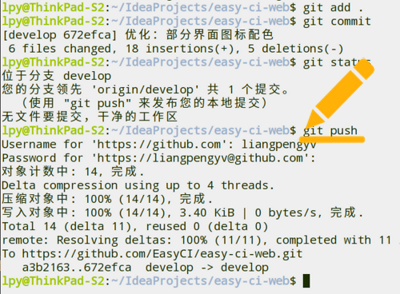 lpy@ThinkPad-S2:~/IdeaProjects/easy-ci-web$ git add .
lpy@ThinkPad-S2:~/IdeaProjects/easy-ci-web$ git commit
[develop 672efca] 优化: 部分界面图标配色
 6 files changed, 18 insertions(+), 5 deletions(-)
lpy@ThinkPad-S2:~/IdeaProjects/easy-ci-web$ git status
位于分支 develop
您的分支领先 'origin/develop' 共 1 个提交。
  （使用 "git push" 来发布您的本地提交）
无文件要提交，干净的工作区
lpy@ThinkPad-S2:~/IdeaProjects/easy-ci-web$ git push
Username for 'https://github.com': liangpengyv
Password for 'https://liangpengyv@github.com':
对象计数中: 14, 完成.
Delta compression using up to 4 threads.
压缩对象中: 100% (14/14), 完成.
写入对象中: 100% (14/14), 3.40 KiB | 0 bytes/s, 完成.
Total 14 (delta 11), reused 0 (delta 0)
remote: Resolving deltas: 100% (11/11), completed with 11
To https://github.com/EasyCI/easy-ci-web.git
   a3b2163..672efca  develop -> develop
lpy@ThinkPad-S2:~/IdeaProjects/easy-ci-web$